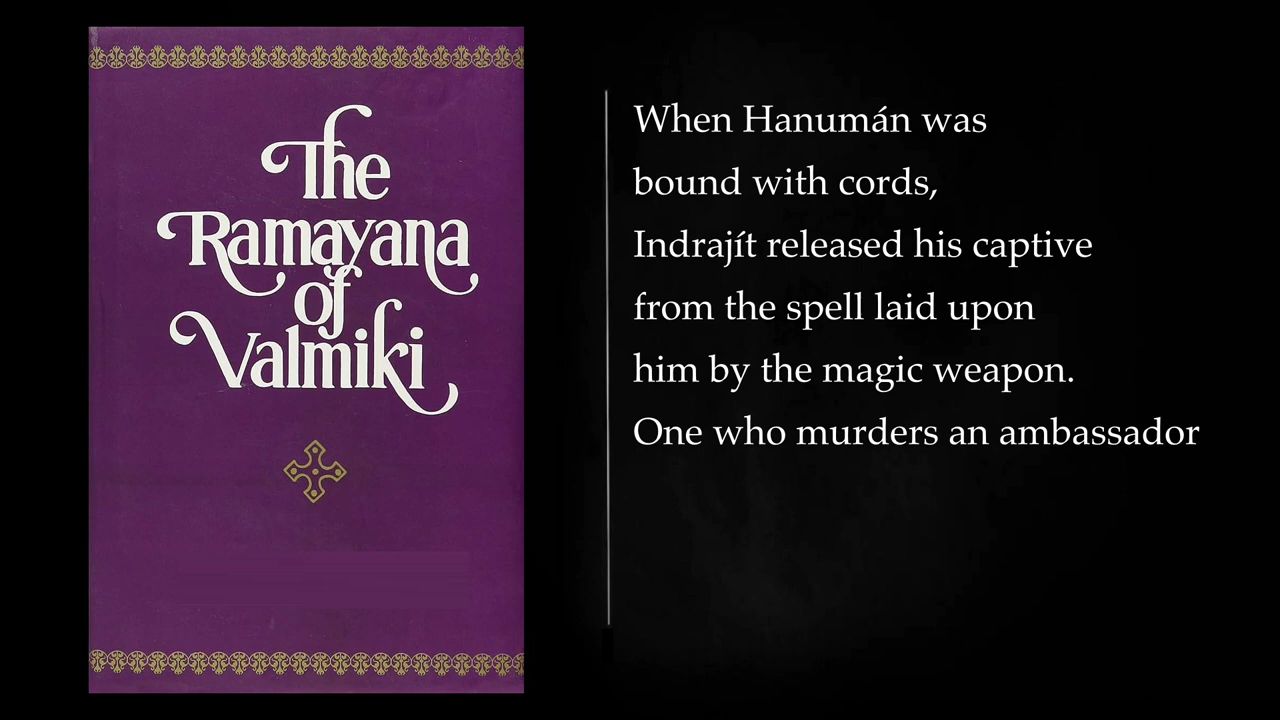 The
Ramayana
of
Valmiki
When Hanumán was
bound with cords,
Indrajít released his captive
from the spell laid upon
him by the magic weapon.
One who murders an ambassador